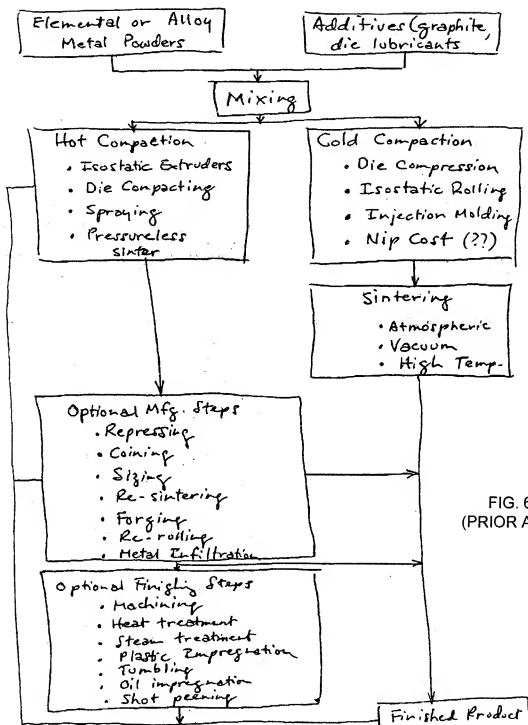 Elemental or Alloy
Metal Powders
Additives (graphite,
die lubricants
Mixing
Hot Compaction
• Isostatic Extruders
• Die Compacting
• Spraying
• Pressureless
sinter
Cold Compaction
• Die Compression
• Isostatic Rolling
• Injection Molding
• Nip Cost (??)
Sintering
• Atmospheric
• Vacuum
• High Temp.
Optional Mfg. Steps
• Repressing
• Coining
• Sizing
• Re-sintering
• Forging
• Re-rolling
• Metal Infiltration
FIG. 6
(PRIOR A
Optional Finishing Steps
• Machining
• Heat treatment
• Steam treatment
• Plastic Impregnation
• Tumbling
• Oil impregnation
• Shot peening
Finished Product